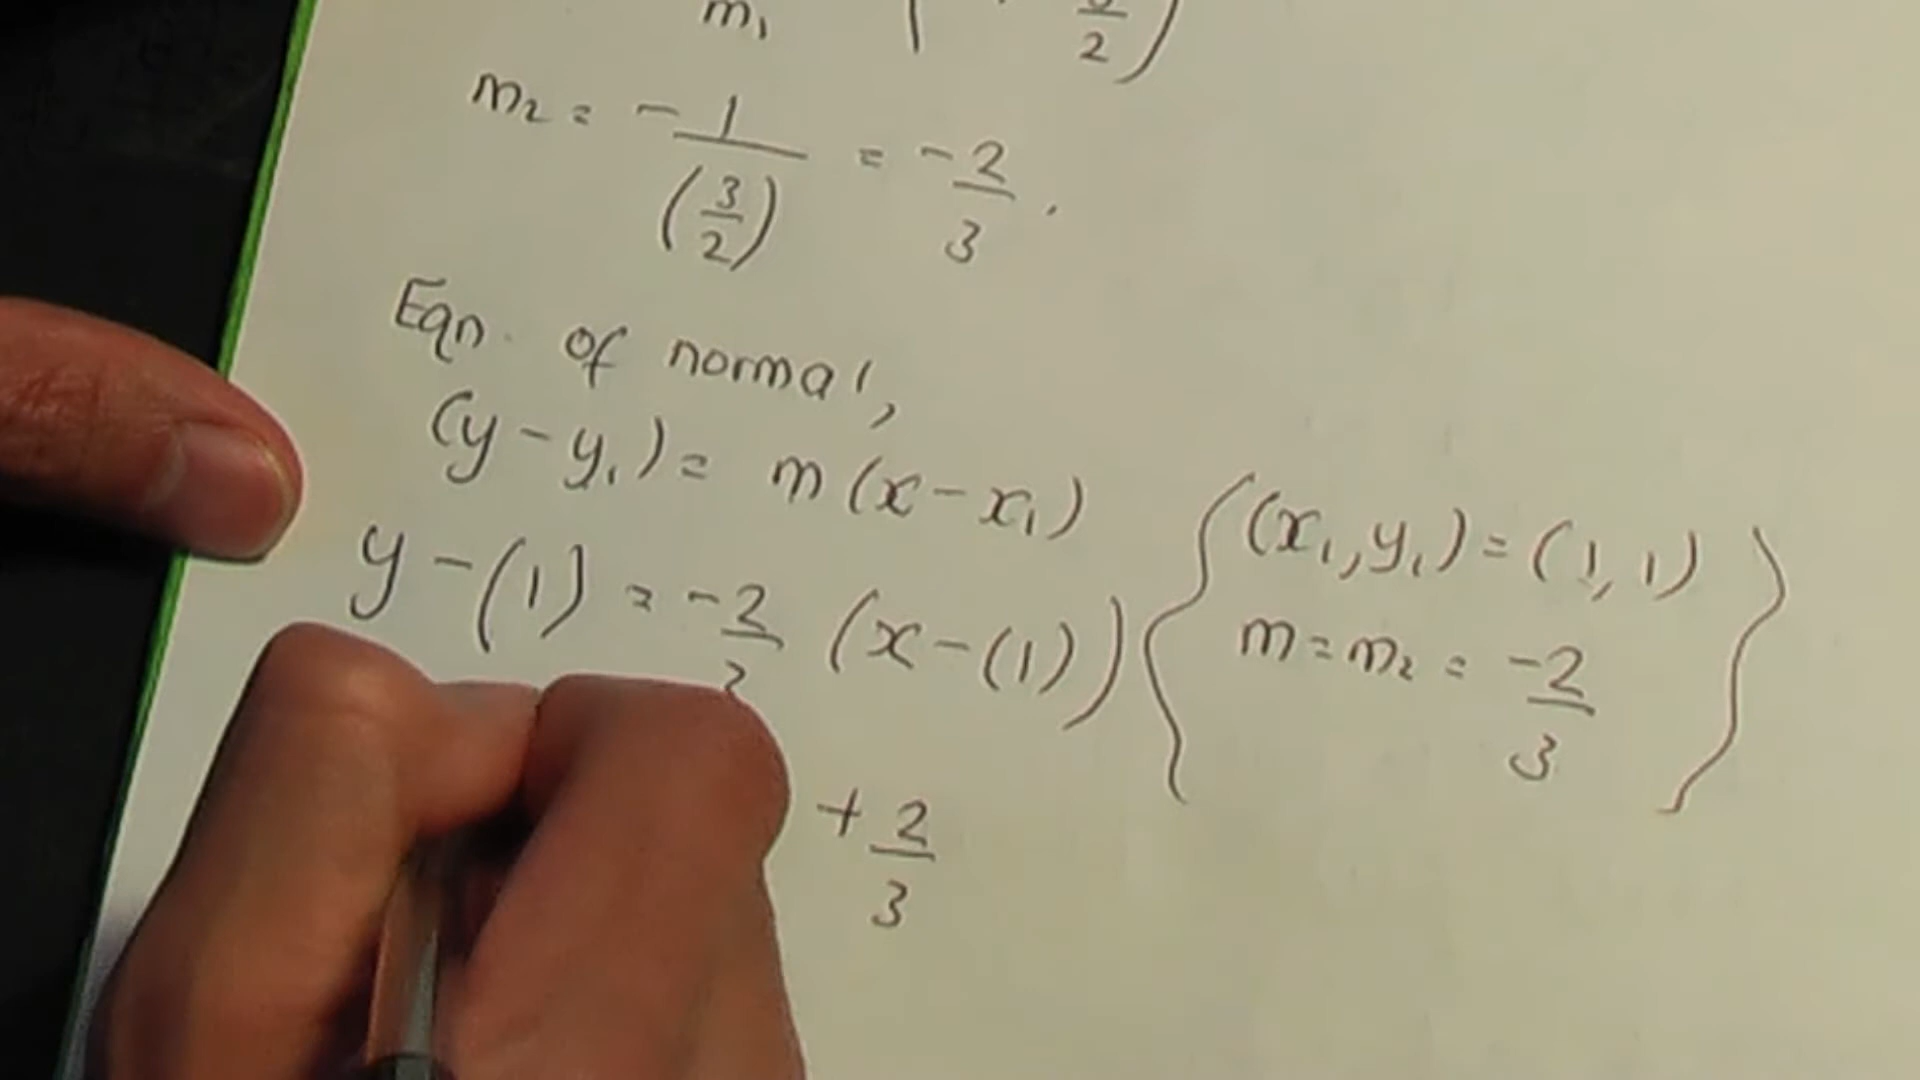 m₁ ( 2 )
m₂ = -1/(3/2) = -2/3.
Eqn. of normal,
(y - y₁) = m(x - x₁)
y - (1) = -2/3 (x - (1))
{(x₁, y₁) = (1, 1)
m = m₂ = -2/3}
+ 2/3